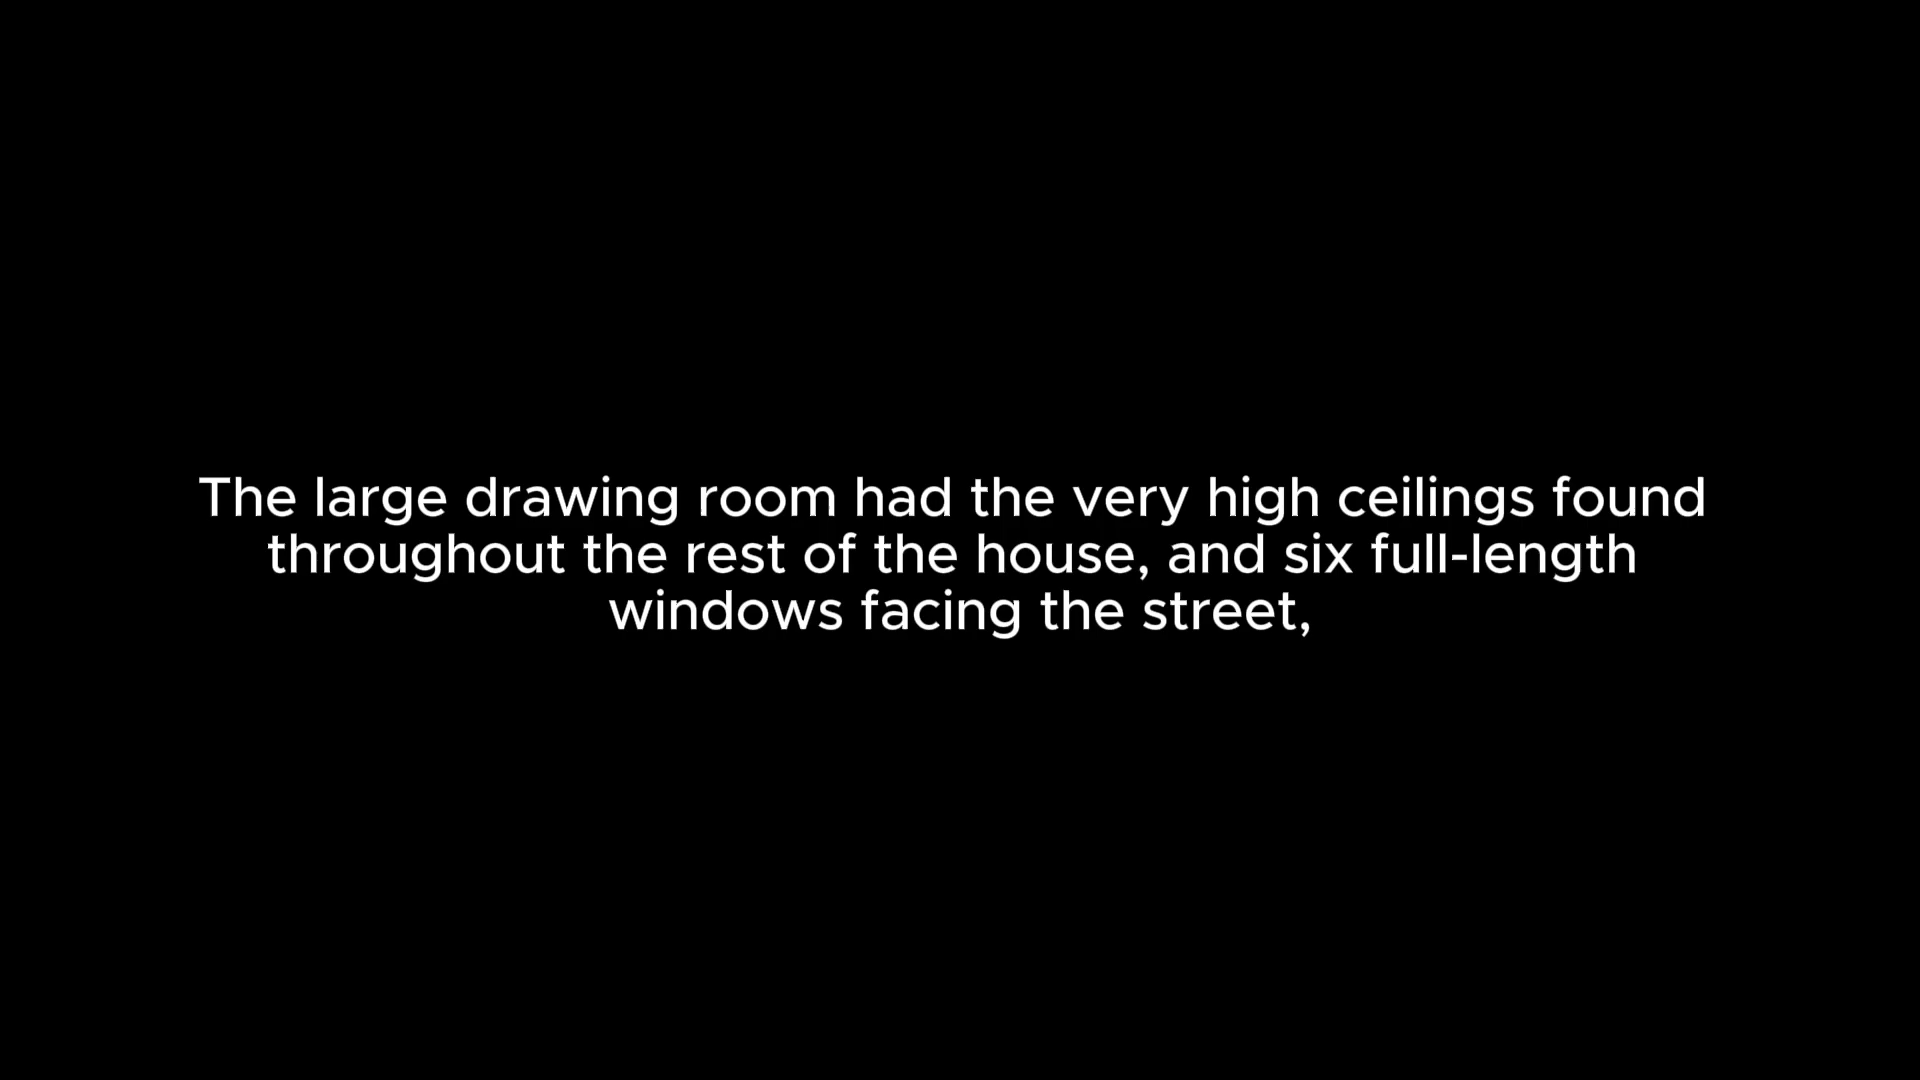 The large drawing room had the very high ceilings found
throughout the rest of the house, and six full-length
windows facing the street,